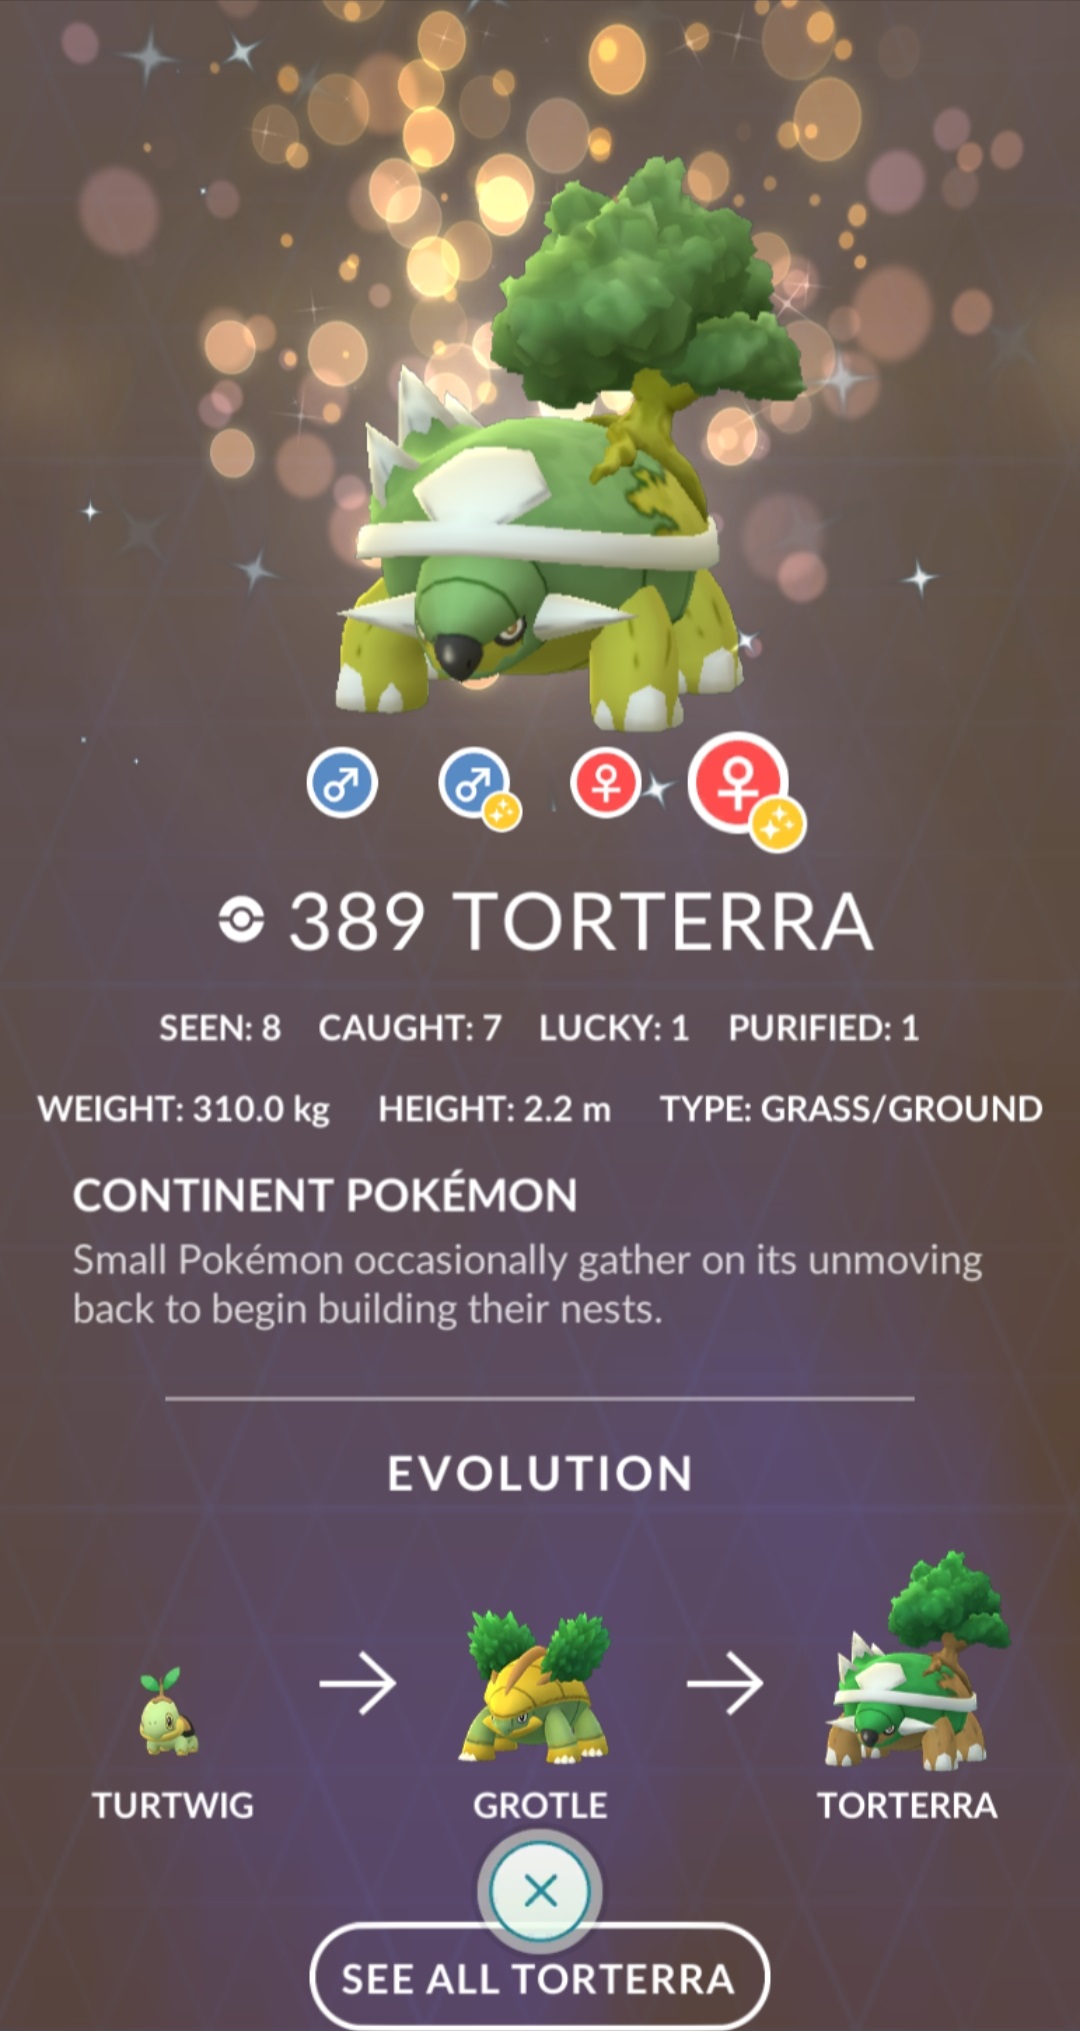 389 TORTERRA
SEEN: 8 CAUGHT: 7 LUCKY: 1 PURIFIED: 1
WEIGHT: 310.0 kg HEIGHT: 2.2 m TYPE: GRASS/GROUND
CONTINENT POKÉMON
Small Pokémon occasionally gather on its unmoving
back to begin building their nests.
EVOLUTION
TURTWIG GROTLE TORTERRA
SEE ALL TORTERRA